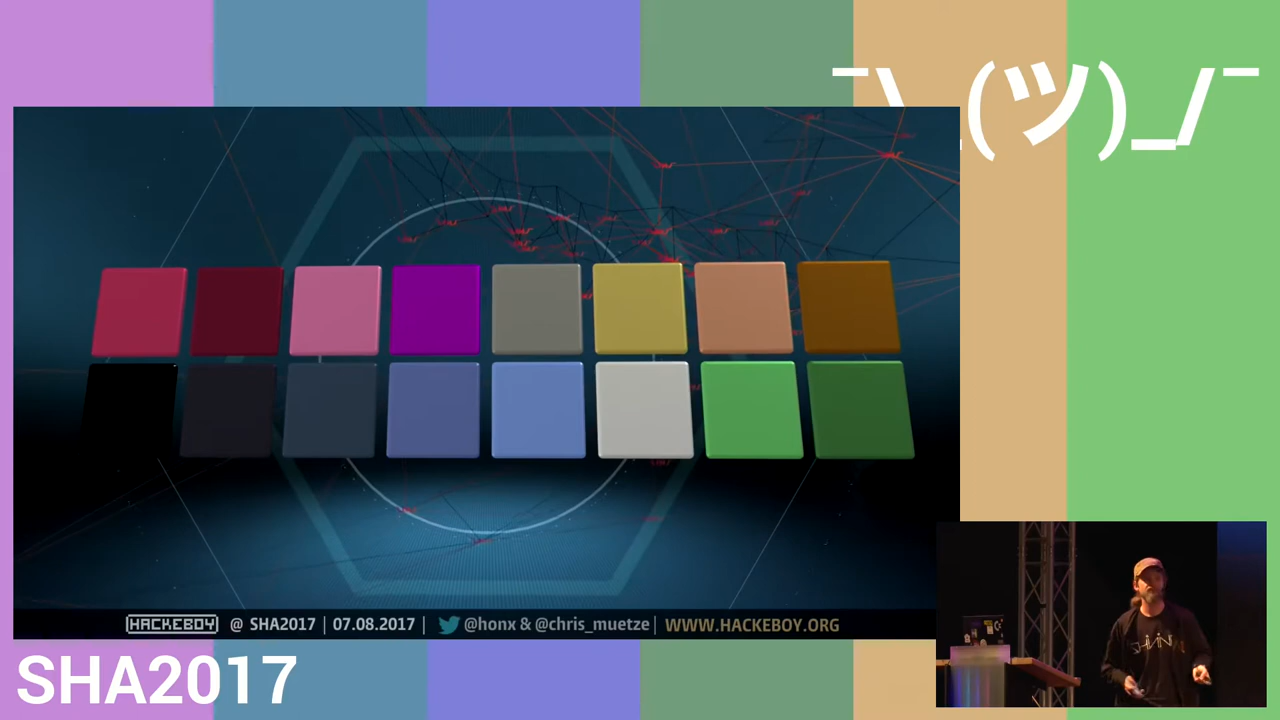 ¯\_(ツ)_/¯
HACKEBOY @ SHA2017 | 07.08.2017 | @honx & @chris_muetze | WWW.HACKEBOY.ORG
SHA2017